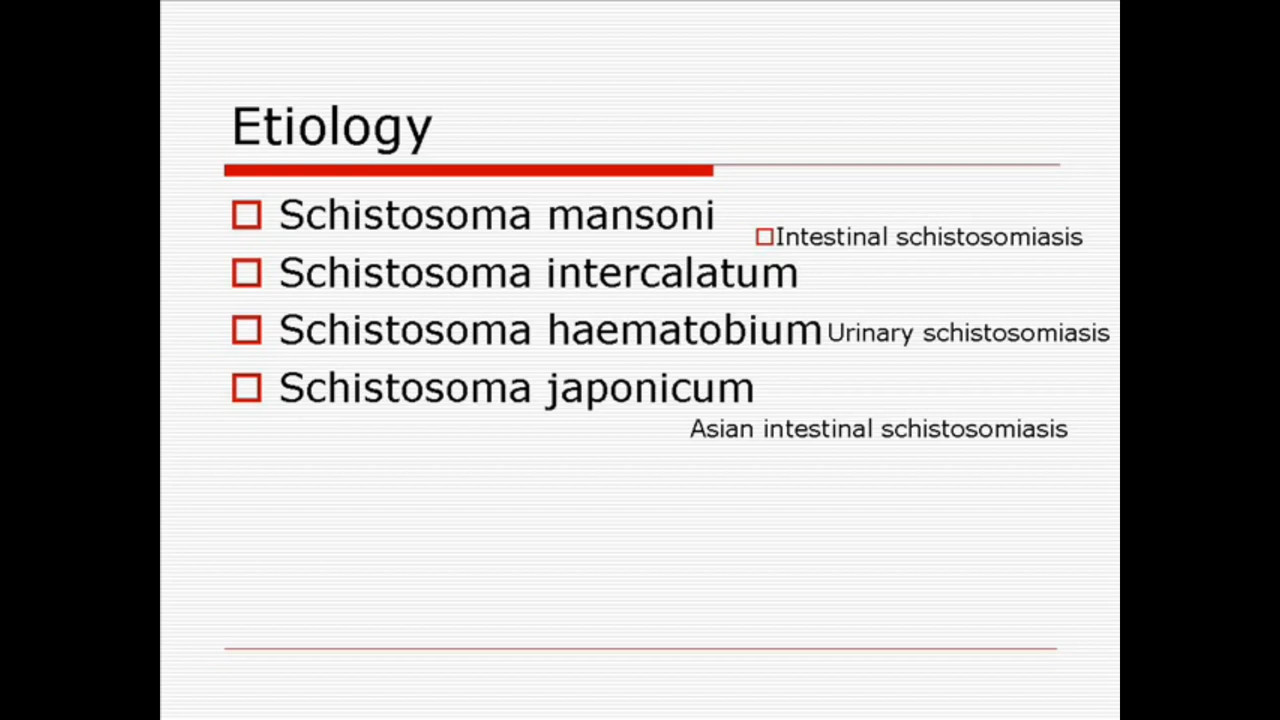 Etiology
Schistosoma mansoni
Intestinal schistosomiasis
Schistosoma intercalatum
Schistosoma haematobium Urinary schistosomiasis
Schistosoma japonicum
Asian intestinal schistosomiasis